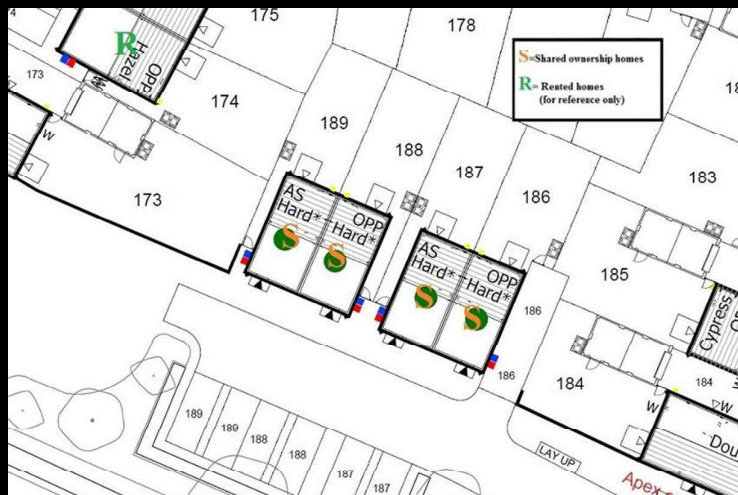 175
178
174
173
R
Opp
Hazel
174
S=Shared ownership homes
R= Rented homes
(for reference only)
189
188
187
186
183
173
W
AS
Hard*
OPP
Hard*
S
S
AS
Hard*
OPP
Hard*
S
S
185
186
186
184
184
Cypress
W
W
189
189
188
188
187
187
LAY UP
Dou
Apex